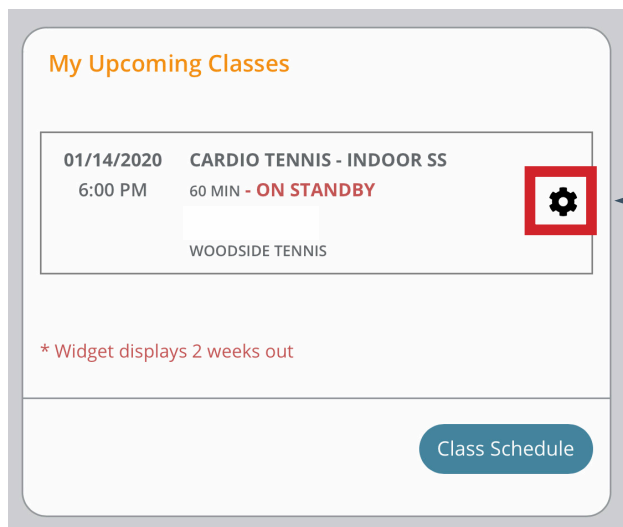 My Upcoming Classes
01/14/2020 CARDIO TENNIS - INDOOR SS
6:00 PM 60 MIN - ON STANDBY
WOODSIDE TENNIS
* Widget displays 2 weeks out
Class Schedule